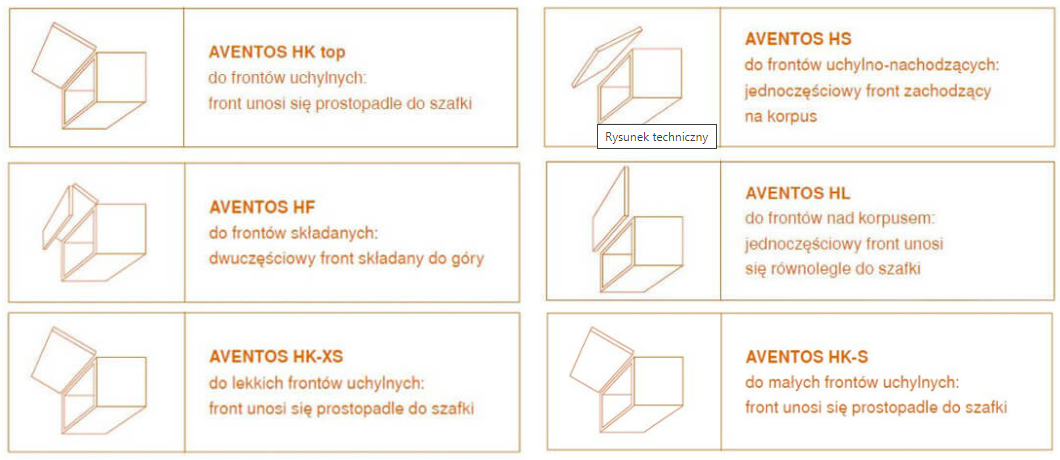 AVENTOS HK top
do frontów uchylnych:
front unosi się prostopadle do szafki
AVENTOS HS
do frontów uchylno-nachodzących:
jednoczęściowy front zachodzący
na korpus
Rysunek techniczny
AVENTOS HF
do frontów składanych:
dwuczęściowy front składany do góry
AVENTOS HL
do frontów nad korpusem:
jednoczęściowy front unosi
się równolegle do szafki
AVENTOS HK-XS
do lekkich frontów uchylnych:
front unosi się prostopadle do szafki
AVENTOS HK-S
do małych frontów uchylnych:
front unosi się prostopadle do szafki